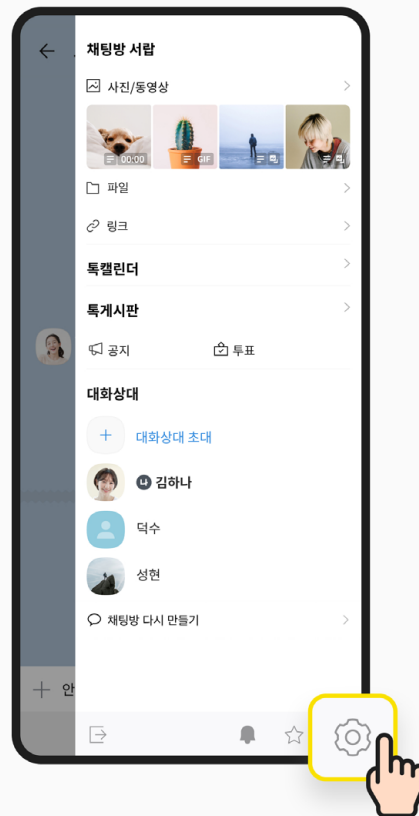 채팅방 서랍
사진/동영상
00:00
GIF
파일
링크
톡캘린더
톡게시판
공지 투표
대화상대
대화상대 초대
나 김하나
덕수
성현
채팅방 다시 만들기
안